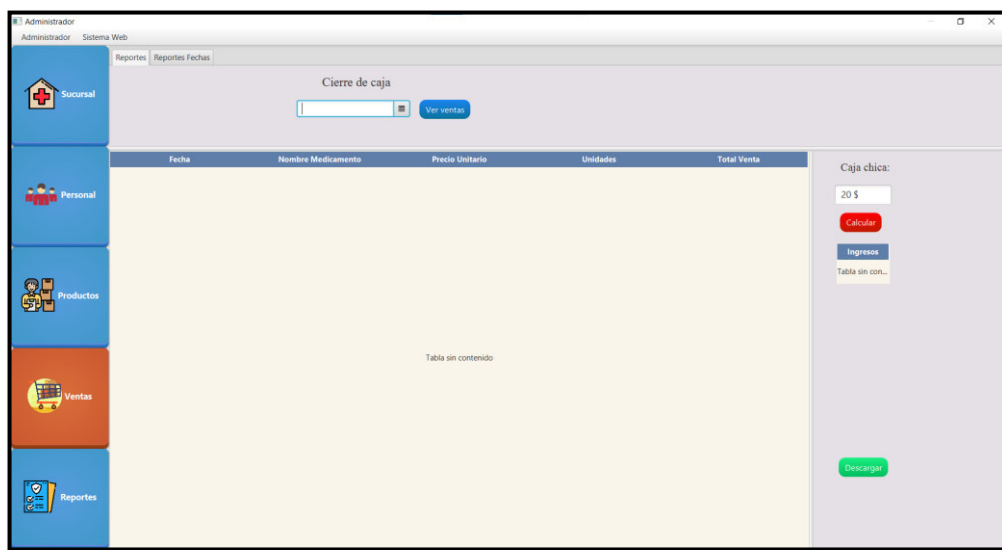 Administrador
Administrador Sistema Web
Sucursal
Personal
Productos
Ventas
Reportes
Reportes Reportes Fechas
Cierre de caja
Ver ventas
Fecha Nombre Medicamento Precio Unitario Unidades Total Venta
Tabla sin contenido
Caja chica:
20 $
Calcular
Ingresos
Tabla sin con...
Descargar